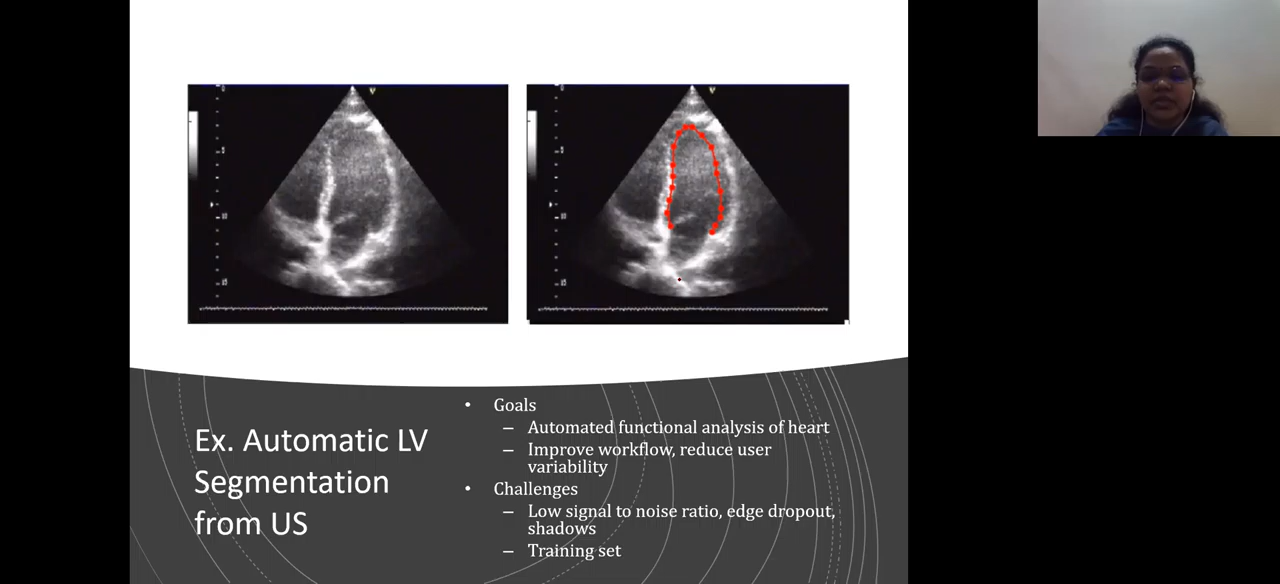 Ex. Automatic LV
Segmentation
from US
• Goals
– Automated functional analysis of heart
– Improve workflow, reduce user
variability
• Challenges
– Low signal to noise ratio, edge dropout,
shadows
– Training set